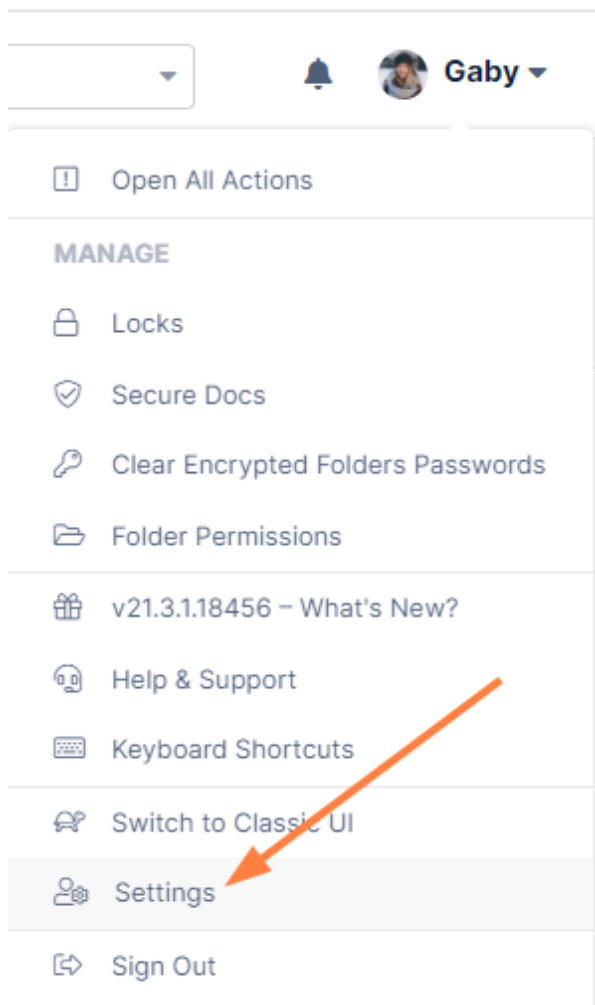 Gaby
Open All Actions
MANAGE
Locks
Secure Docs
Clear Encrypted Folders Passwords
Folder Permissions
v21.3.1.18456 – What's New?
Help & Support
Keyboard Shortcuts
Switch to Classic UI
Settings
Sign Out